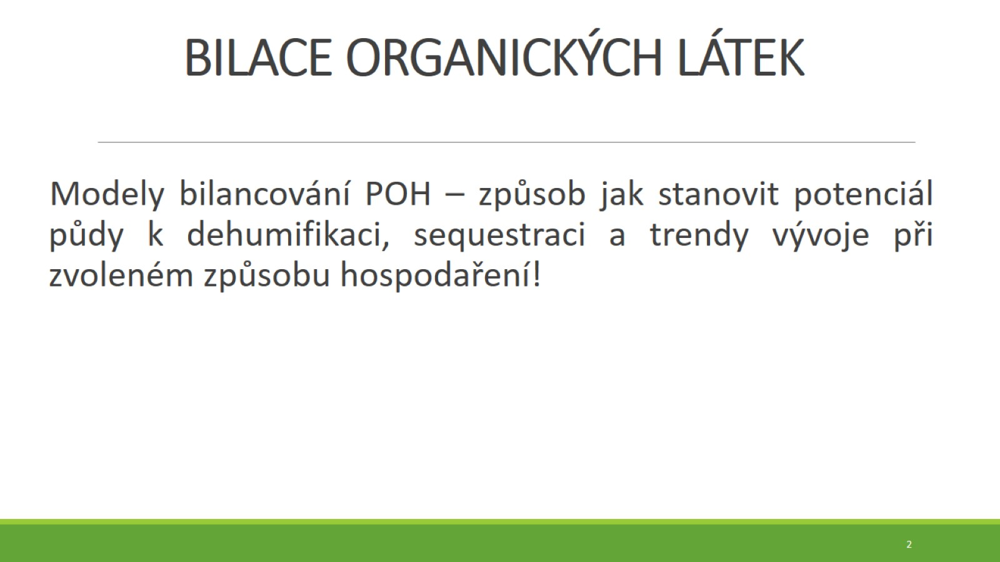 BILACE ORGANICKÝCH LÁTEK
Modely bilancování POH – způsob jak stanovit potenciál
půdy k dehumifikaci, sequestraci a trendy vývoje při
zvoleném způsobu hospodaření!
2